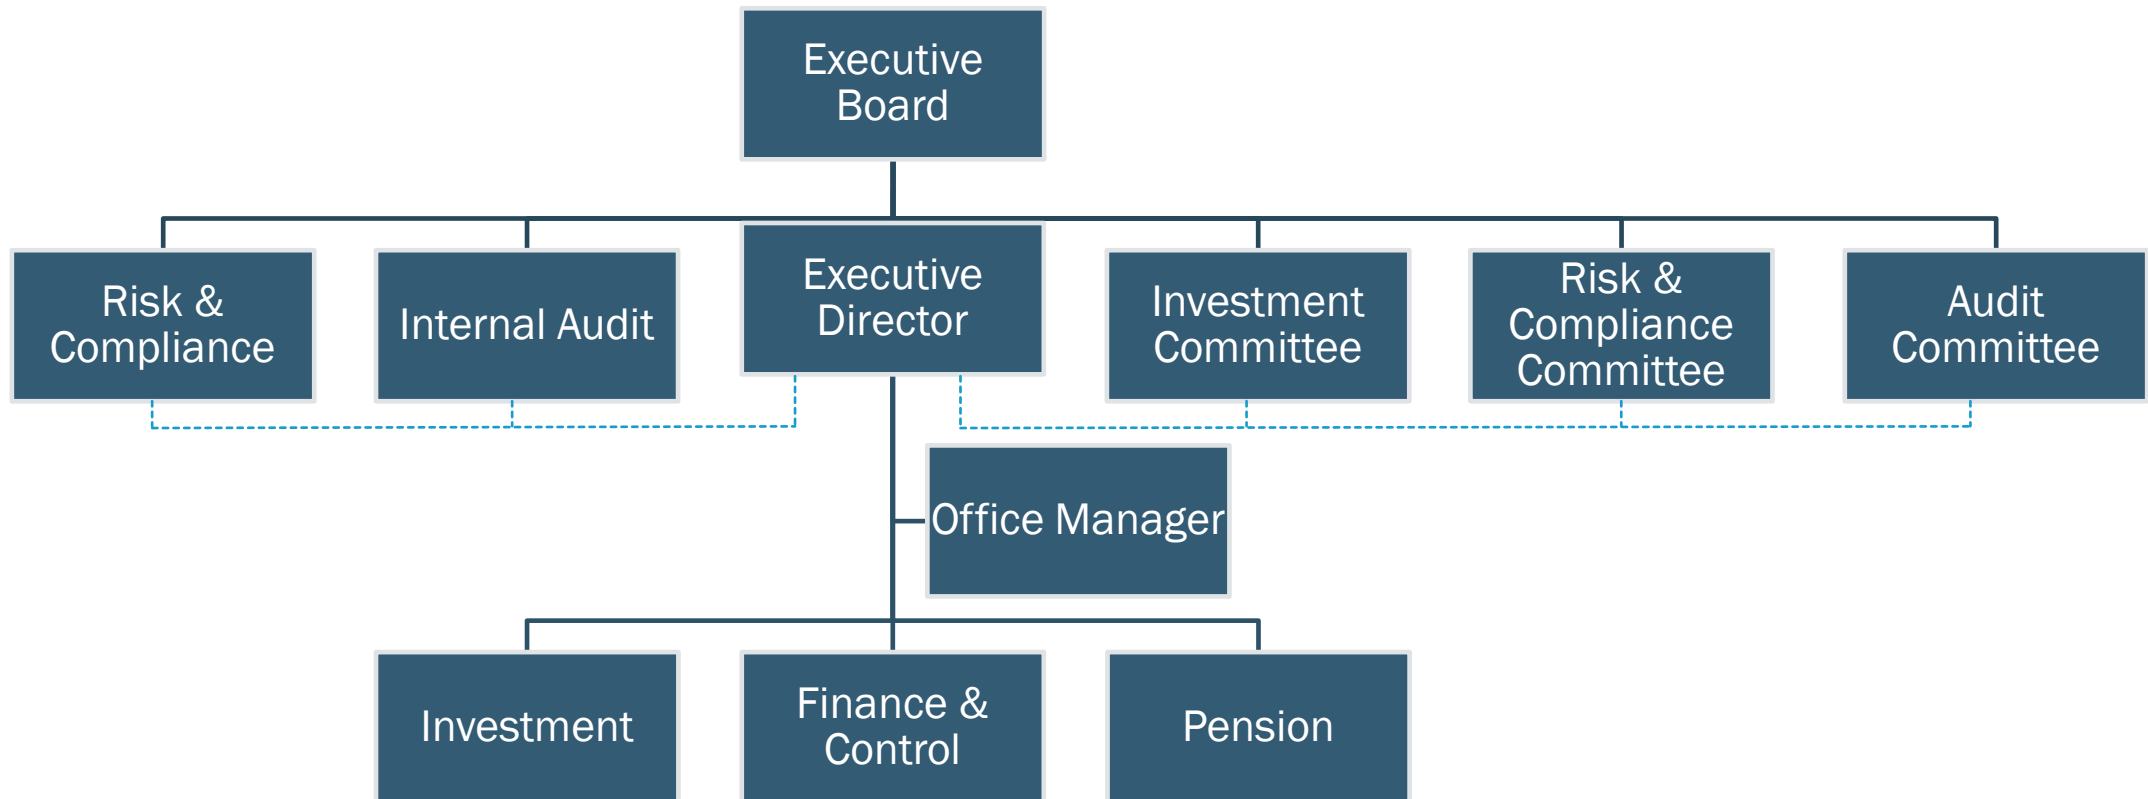 Executive
Board
Risk &
Compliance
Internal Audit
Executive
Director
Investment
Committee
Risk &
Compliance
Committee
Audit
Committee
Office Manager
Investment
Finance &
Control
Pension